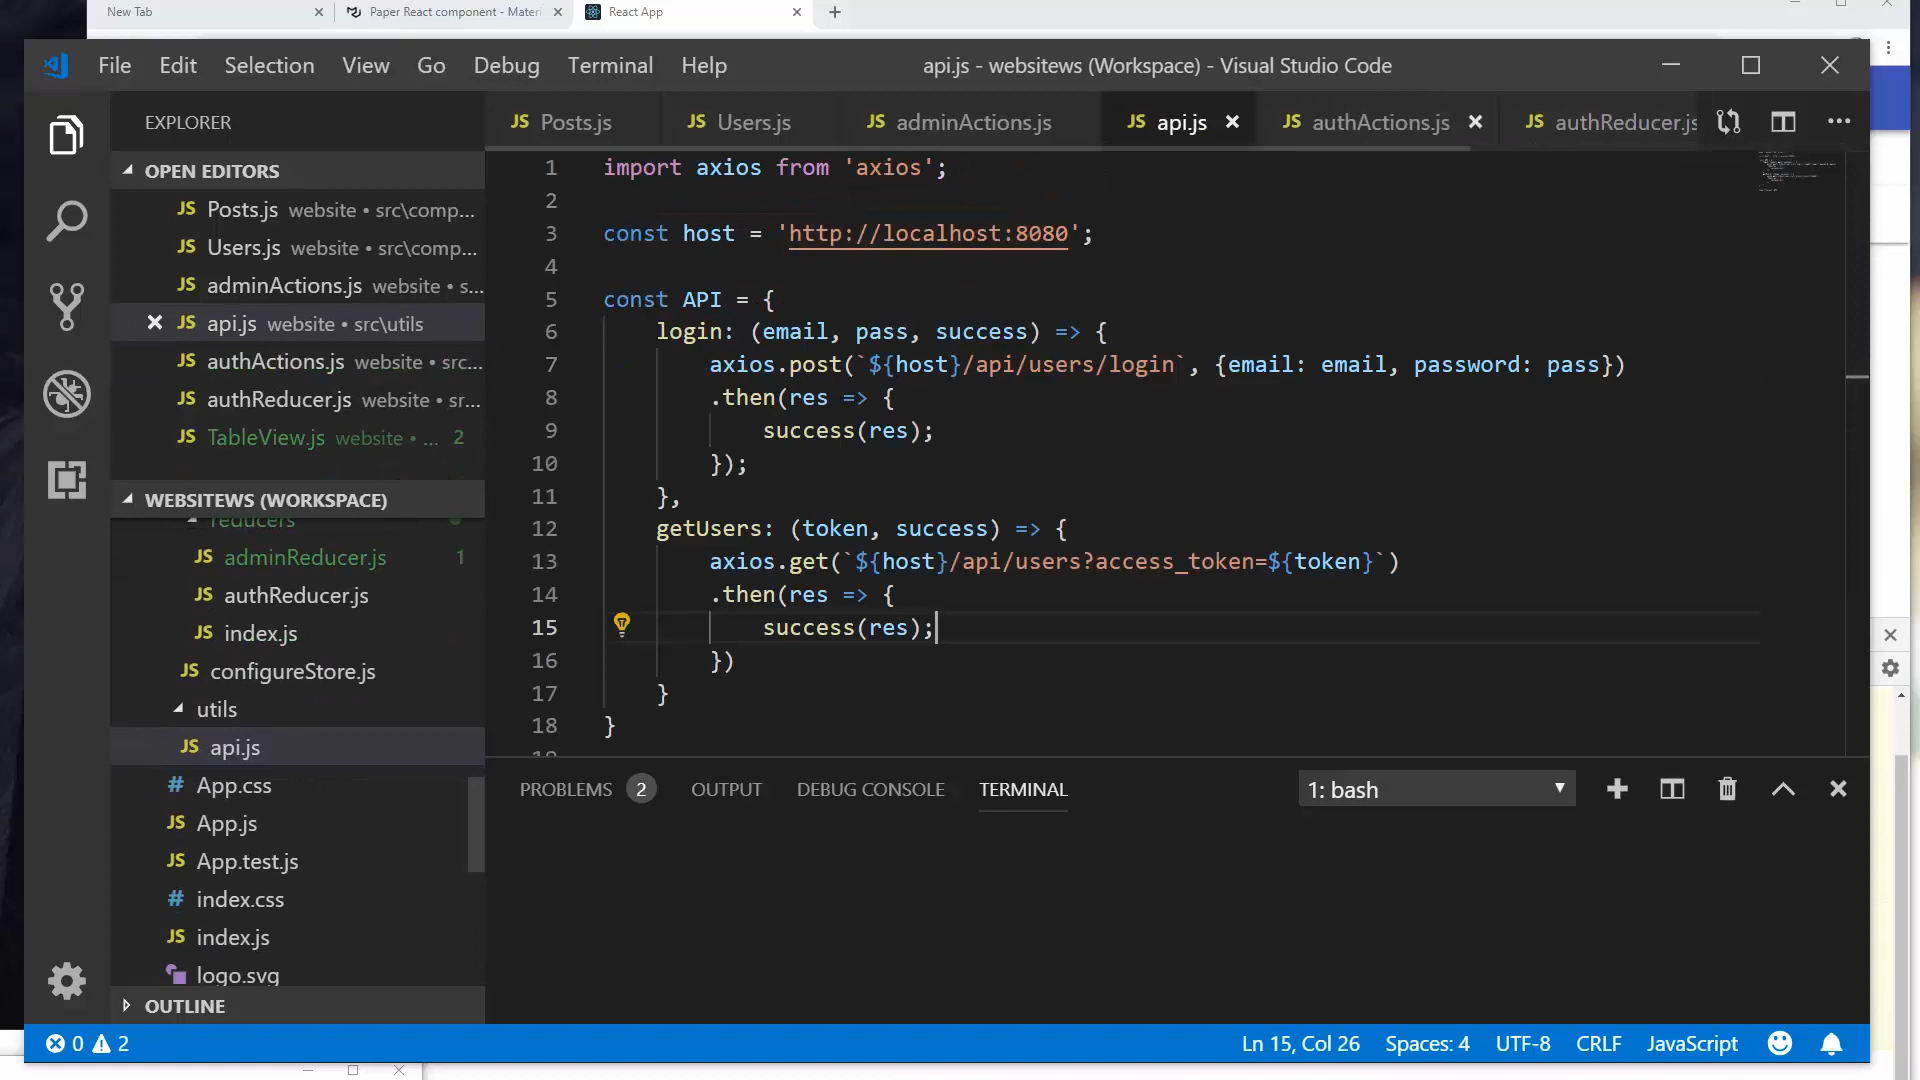 New Tab
Paper React component - Materi
React App
File Edit Selection View Go Debug Terminal Help
api.js - websitews (Workspace) - Visual Studio Code
EXPLORER
JS Posts.js
JS Users.js
JS adminActions.js
JS api.js
JS authActions.js
JS authReducer.js
OPEN EDITORS
JS Posts.js website • src\comp...
JS Users.js website • src\comp...
JS adminActions.js website • s...
JS api.js website • src\utils
JS authActions.js website • src...
JS authReducer.js website • sr...
JS TableView.js website • ... 2
WEBSITEWS (WORKSPACE)
reducers
JS adminReducer.js 1
JS authReducer.js
JS index.js
JS configureStore.js
utils
JS api.js
# App.css
JS App.js
JS App.test.js
# index.css
JS index.js
logo.svg
OUTLINE
1 import axios from 'axios';
2
3 const host = 'http://localhost:8080';
4
5 const API = {
6 login: (email, pass, success) => {
7 axios.post(`${host}/api/users/login`, {email: email, password: pass})
8 .then(res => {
9 success(res);
10 });
11 },
12 getUsers: (token, success) => {
13 axios.get(`${host}/api/users?access_token=${token}`)
14 .then(res => {
15 success(res);
16 })
17 }
18 }
PROBLEMS 2 OUTPUT DEBUG CONSOLE TERMINAL
1: bash
0 2
Ln 15, Col 26 Spaces: 4 UTF-8 CRLF JavaScript